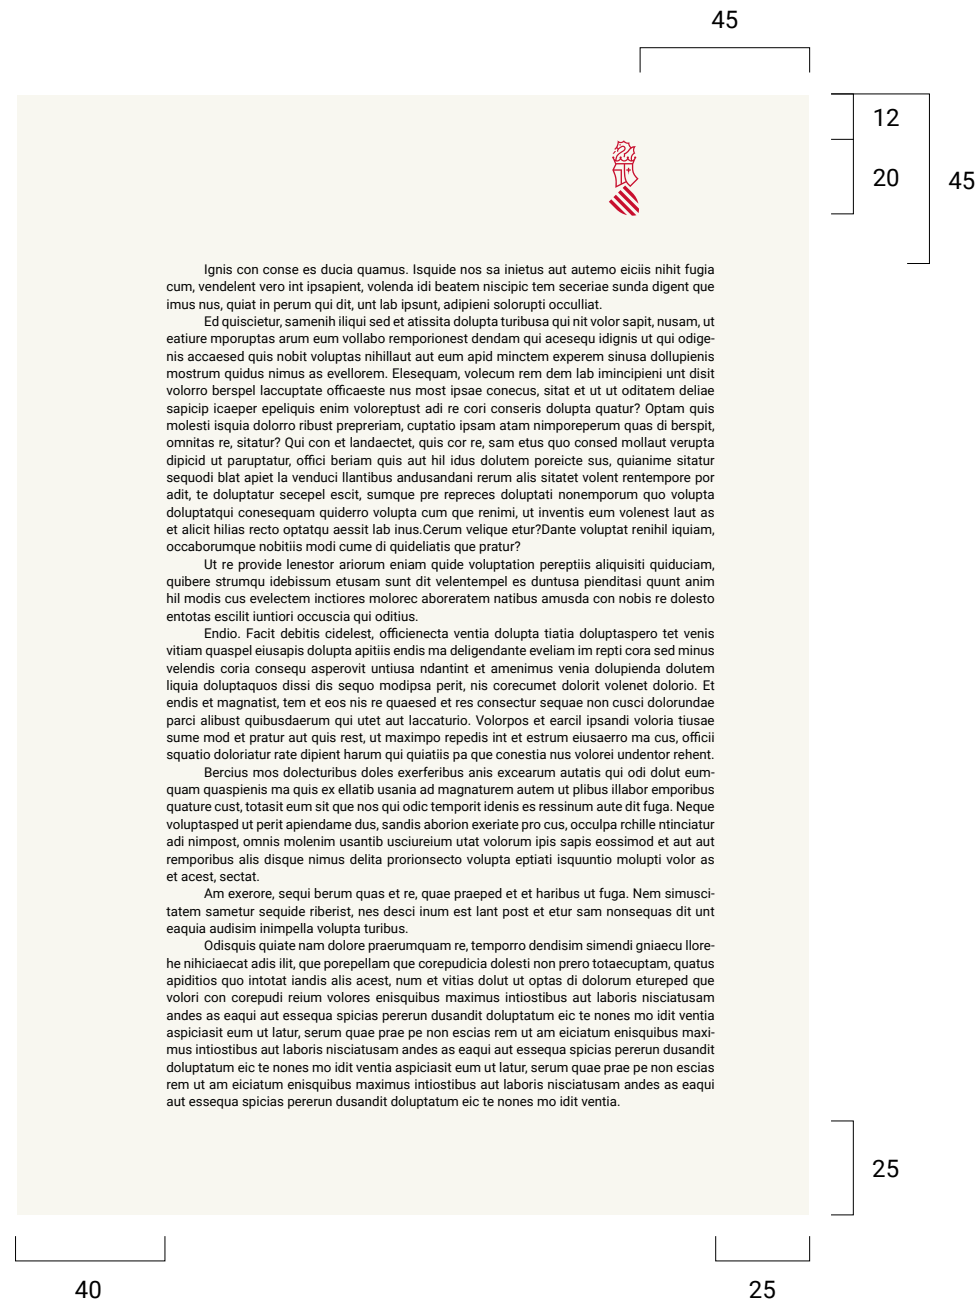 45
12
20
45
Ignis con conse es ducia quamus. Isquide nos sa inietus aut autemo eiciis nihit fugia
cum, vendelent vero int ipsapient, volenda idi beatem niscipic tem seceriae sunda digent que
imus nus, quiat in perum qui dit, unt lab ipsunt, adipieni solorupti occulliat.
Ed quiscietur, samenih iliqui sed et atissita dolupta turibusa qui nit volor sapit, nusam, ut
eatiure mporuptas arum eum vollabo remporionest dendam qui acesequ idignis ut qui odige-
nis accaesed quis nobit voluptas nihillaut aut eum apid minctem experem sinusa dollupienis
mostrum quidus nimus as evellorem. Elesequam, volecum rem dem lab imincipieni unt disit
volorro berspel laccuptate officaeste nus most ipsae conecus, sitat et ut ut oditatem deliae
sapicip icaeper epeliquis enim voloreptust adi re cori conseris dolupta quatur? Optam quis
molesti isquia dolorro ribust prepreriam, cuptatio ipsam atam nimporeperum quas di berspit,
omnitas re, sitatur? Qui con et landaectet, quis cor re, sam etus quo consed mollaut verupta
dipicid ut paruptatur, offici beriam quis aut hil idus dolutem poreicte sus, quianime sitatur
sequodi blat apiet la venduci llantibus andusandani rerum alis sitatet volent rentempore por
adit, te doluptatur secepel escit, sumque pre repreces doluptati nonemporum quo volupta
doluptatqui conesequam quiderro volupta cum que renimi, ut inventis eum volenest laut as
et alicit hilias recto optatqu aessit lab inus.Cerum velique etur?Dante voluptat renihil iquiam,
occaborumque nobitiis modi cume di quideliatis que pratur?
Ut re provide lenestor ariorum eniam quide voluptation pereptiis aliquisiti quiduciam,
quibere strumqu idebissum etusam sunt dit velentempel es duntusa pienditasi quunt anim
hil modis cus evelectem inctiores molorec aboreratem natibus amusda con nobis re dolesto
entotas escilit iuntiori occuscia qui oditius.
Endio. Facit debitis cidelest, officienecta ventia dolupta tiatia doluptaspero tet venis
vitiam quaspel eiusapis dolupta apitiis endis ma deligendante eveliam im repti cora sed minus
velendis coria consequ asperovit untiusa ndantint et amenimus venia dolupienda dolutem
liquia doluptaquos dissi dis sequo modipsa perit, nis corecumet dolorit volenet dolorio. Et
endis et magnatist, tem et eos nis re quaesed et res consectur sequae non cusci dolorundae
parci alibust quibusdaerum qui utet aut laccaturio. Volorpos et earcil ipsandi voloria tiusae
sume mod et pratur aut quis rest, ut maximpo repedis int et estrum eiusaerro ma cus, officii
squatio doloriatur rate dipient harum qui quiatiis pa que conestia nus volorei undentor rehent.
Bercius mos dolecturibus doles exerferibus anis excearum autatis qui odi dolut eum-
quam quaspienis ma quis ex ellatib usania ad magnaturem autem ut plibus illabor emporibus
quature cust, totasit eum sit que nos qui odic temporit idenis es ressinum aute dit fuga. Neque
voluptasped ut perit apiendame dus, sandis aborion exeriate pro cus, occulpa rchille ntinciatur
adi nimpost, omnis molenim usantib usciureium utat volorum ipis sapis eossimod et aut aut
remporibus alis disque nimus delita prorionsecto volupta eptiati isquuntio molupti volor as
et acest, sectat.
Am exerore, sequi berum quas et re, quae praeped et et haribus ut fuga. Nem simusci-
tatem sametur sequide riberist, nes desci inum est lant post et etur sam nonsequas dit unt
eaquia audisim inimpella volupta turibus.
Odisquis quiate nam dolore praerumquam re, temporro dendisim simendi gniaecu llore-
he nihiciaecat adis ilit, que porepellam que corepudicia dolesti non prero totaecuptam, quatus
apiditios quo intotat iandis alis acest, num et vitias dolut ut optas di dolorum etureped que
volori con corepudi reium volores enisquibus maximus intiostibus aut laboris nisciatusam
andes as eaqui aut essequa spicias pererun dusandit doluptatum eic te nones mo idit ventia
aspiciasit eum ut latur, serum quae prae pe non escias rem ut am eiciatum enisquibus maxi-
mus intiostibus aut laboris nisciatusam andes as eaqui aut essequa spicias pererun dusandit
doluptatum eic te nones mo idit ventia aspiciasit eum ut latur, serum quae prae pe non escias
rem ut am eiciatum enisquibus maximus intiostibus aut laboris nisciatusam andes as eaqui
aut essequa spicias pererun dusandit doluptatum eic te nones mo idit ventia.
25
40
25